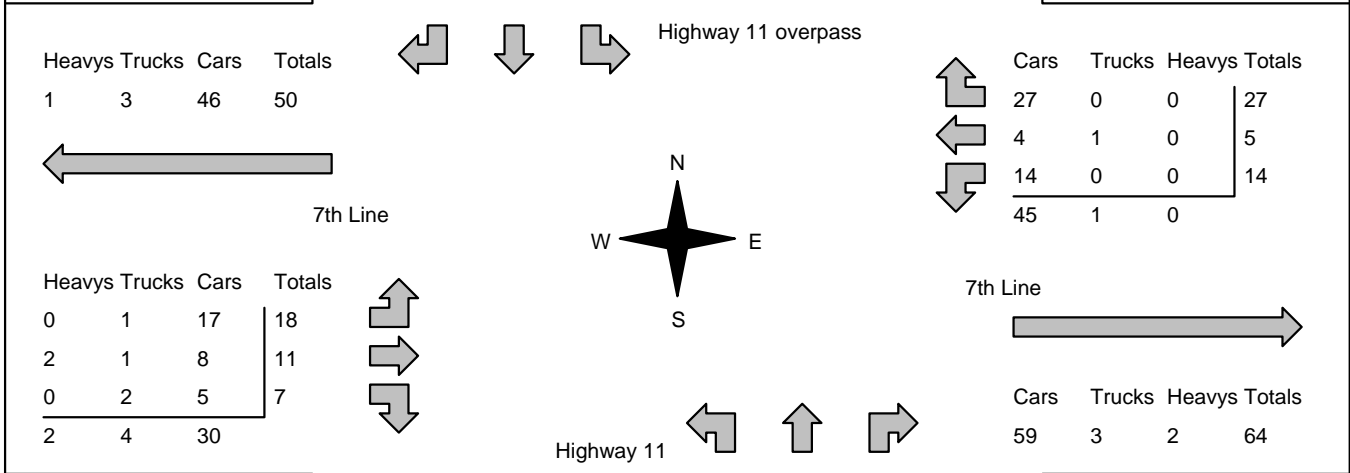 Highway 11 overpass
Heavys Trucks Cars Totals
1 3 46 50
Cars Trucks Heavys Totals
27 0 0 27
4 1 0 5
14 0 0 14
45 1 0
N
W E
S
7th Line
7th Line
Heavys Trucks Cars Totals
0 1 17 18
2 1 8 11
0 2 5 7
2 4 30
Cars Trucks Heavys Totals
59 3 2 64
Highway 11